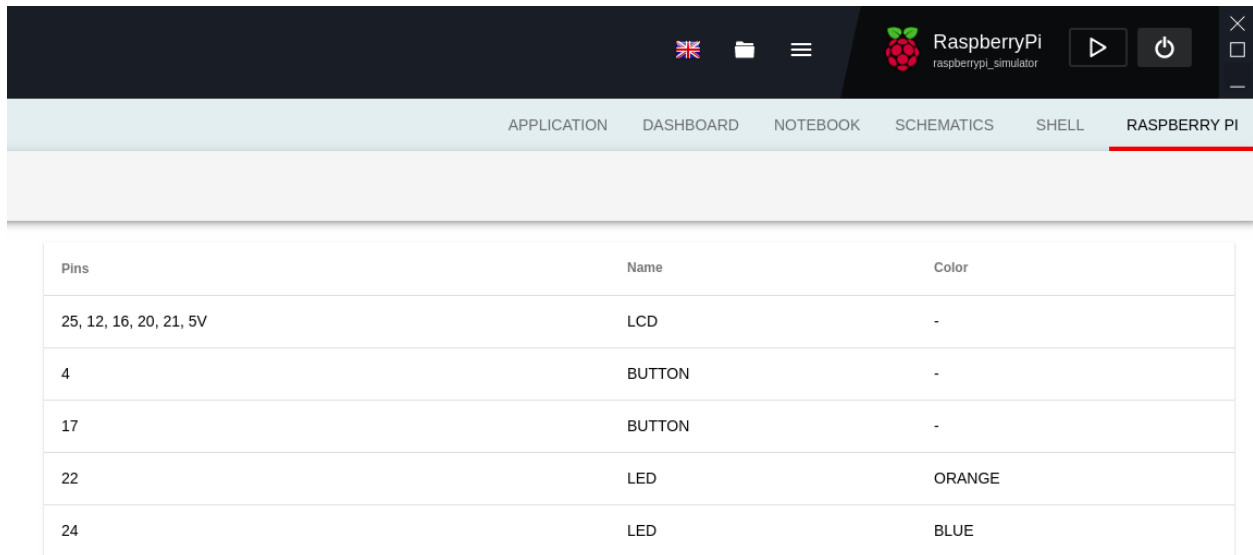 RaspberryPi
raspberrypi_simulator
APPLICATION DASHBOARD NOTEBOOK SCHEMATICS SHELL RASPBERRY PI
Pins Name Color
25, 12, 16, 20, 21, 5V LCD -
4 BUTTON -
17 BUTTON -
22 LED ORANGE
24 LED BLUE